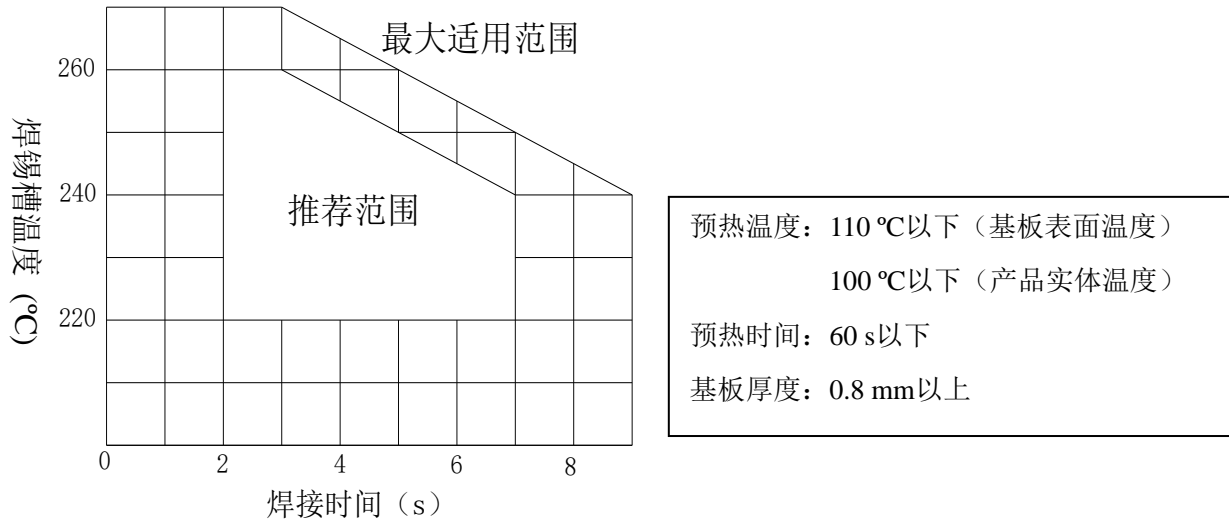 最大适用范围
260
推荐范围
240
220
焊锡槽温度 (℃)
0 2 4 6 8
焊接时间（s）
预热温度：110 ℃以下（基板表面温度）
100 ℃以下（产品实体温度）
预热时间：60 s以下
基板厚度：0.8 mm以上